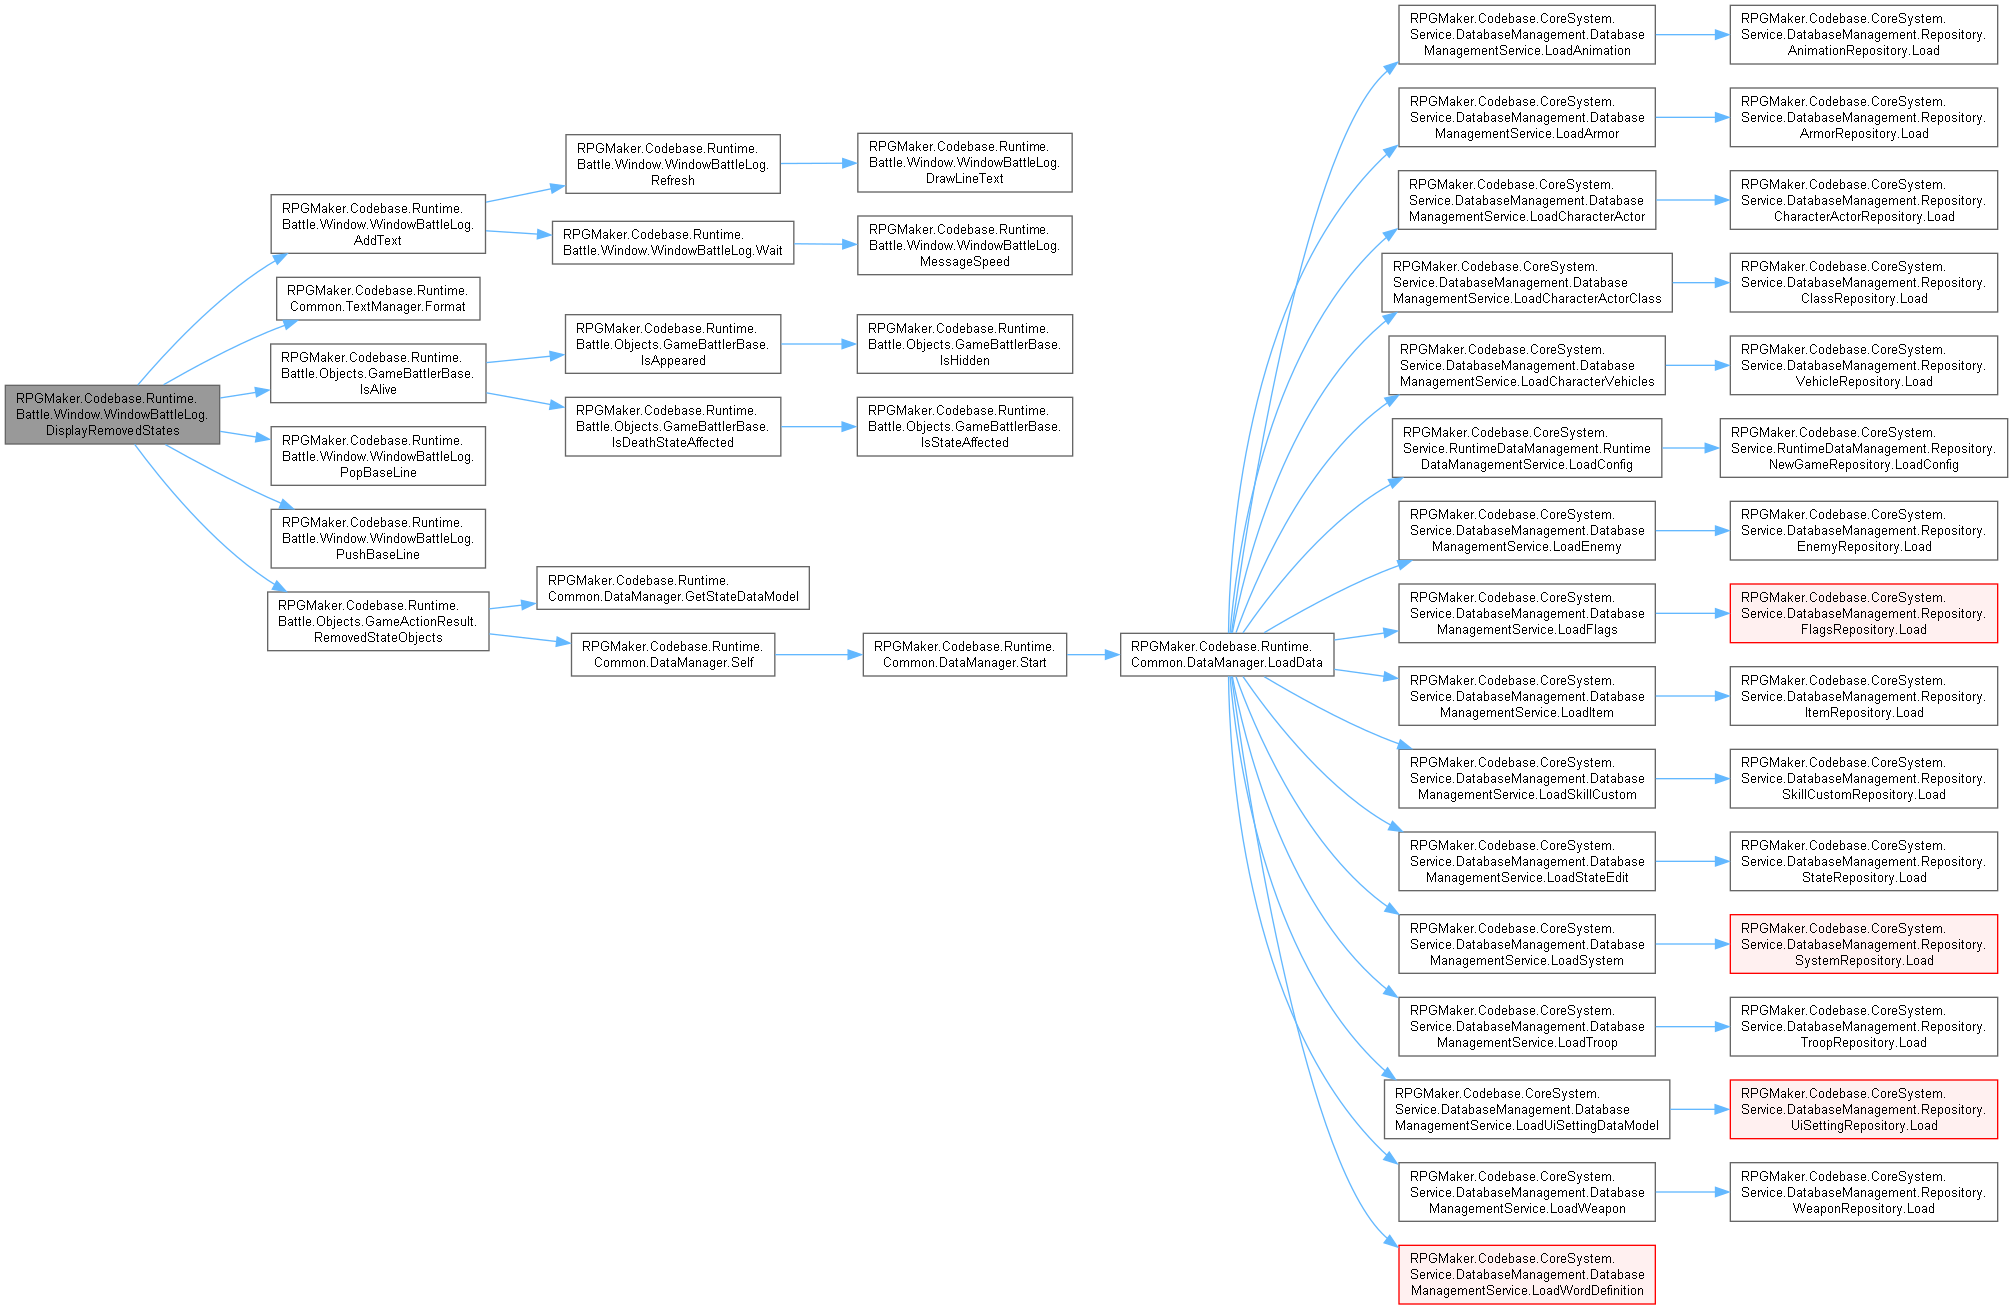 RPGMaker.Codebase.Runtime.
Battle.Window.WindowBattleLog.
DisplayRemovedStates
RPGMaker.Codebase.Runtime.
Battle.Window.WindowBattleLog.
AddText
RPGMaker.Codebase.Runtime.
Common.TextManager.Format
RPGMaker.Codebase.Runtime.
Battle.Objects.GameBattlerBase.
IsAlive
RPGMaker.Codebase.Runtime.
Battle.Window.WindowBattleLog.
PopBaseLine
RPGMaker.Codebase.Runtime.
Battle.Window.WindowBattleLog.
PushBaseLine
RPGMaker.Codebase.Runtime.
Battle.Objects.GameActionResult.
RemovedStateObjects
RPGMaker.Codebase.Runtime.
Battle.Window.WindowBattleLog.
Refresh
RPGMaker.Codebase.Runtime.
Battle.Window.WindowBattleLog.Wait
RPGMaker.Codebase.Runtime.
Battle.Objects.GameBattlerBase.
IsAppeared
RPGMaker.Codebase.Runtime.
Battle.Objects.GameBattlerBase.
IsDeathStateAffected
RPGMaker.Codebase.Runtime.
Common.DataManager.GetStateDataModel
RPGMaker.Codebase.Runtime.
Common.DataManager.Self
RPGMaker.Codebase.Runtime.
Battle.Window.WindowBattleLog.
DrawLineText
RPGMaker.Codebase.Runtime.
Battle.Window.WindowBattleLog.
MessageSpeed
RPGMaker.Codebase.Runtime.
Battle.Objects.GameBattlerBase.
IsHidden
RPGMaker.Codebase.Runtime.
Battle.Objects.GameBattlerBase.
IsStateAffected
RPGMaker.Codebase.Runtime.
Common.DataManager.Start
RPGMaker.Codebase.Runtime.
Common.DataManager.LoadData
RPGMaker.Codebase.CoreSystem.
Service.DatabaseManagement.Database
ManagementService.LoadAnimation
RPGMaker.Codebase.CoreSystem.
Service.DatabaseManagement.Repository.
AnimationRepository.Load
RPGMaker.Codebase.CoreSystem.
Service.DatabaseManagement.Database
ManagementService.LoadArmor
RPGMaker.Codebase.CoreSystem.
Service.DatabaseManagement.Repository.
ArmorRepository.Load
RPGMaker.Codebase.CoreSystem.
Service.DatabaseManagement.Database
ManagementService.LoadCharacterActor
RPGMaker.Codebase.CoreSystem.
Service.DatabaseManagement.Repository.
CharacterActorRepository.Load
RPGMaker.Codebase.CoreSystem.
Service.DatabaseManagement.Database
ManagementService.LoadCharacterActorClass
RPGMaker.Codebase.CoreSystem.
Service.DatabaseManagement.Repository.
ClassRepository.Load
RPGMaker.Codebase.CoreSystem.
Service.DatabaseManagement.Database
ManagementService.LoadCharacterVehicles
RPGMaker.Codebase.CoreSystem.
Service.DatabaseManagement.Repository.
VehicleRepository.Load
RPGMaker.Codebase.CoreSystem.
Service.RuntimeDataManagement.Runtime
DataManagementService.LoadConfig
RPGMaker.Codebase.CoreSystem.
Service.RuntimeDataManagement.Repository.
NewGameRepository.LoadConfig
RPGMaker.Codebase.CoreSystem.
Service.DatabaseManagement.Database
ManagementService.LoadEnemy
RPGMaker.Codebase.CoreSystem.
Service.DatabaseManagement.Repository.
EnemyRepository.Load
RPGMaker.Codebase.CoreSystem.
Service.DatabaseManagement.Database
ManagementService.LoadFlags
RPGMaker.Codebase.CoreSystem.
Service.DatabaseManagement.Repository.
FlagsRepository.Load
RPGMaker.Codebase.CoreSystem.
Service.DatabaseManagement.Database
ManagementService.LoadItem
RPGMaker.Codebase.CoreSystem.
Service.DatabaseManagement.Repository.
ItemRepository.Load
RPGMaker.Codebase.CoreSystem.
Service.DatabaseManagement.Database
ManagementService.LoadSkillCustom
RPGMaker.Codebase.CoreSystem.
Service.DatabaseManagement.Repository.
SkillCustomRepository.Load
RPGMaker.Codebase.CoreSystem.
Service.DatabaseManagement.Database
ManagementService.LoadStateEdit
RPGMaker.Codebase.CoreSystem.
Service.DatabaseManagement.Repository.
StateRepository.Load
RPGMaker.Codebase.CoreSystem.
Service.DatabaseManagement.Database
ManagementService.LoadSystem
RPGMaker.Codebase.CoreSystem.
Service.DatabaseManagement.Repository.
SystemRepository.Load
RPGMaker.Codebase.CoreSystem.
Service.DatabaseManagement.Database
ManagementService.LoadTroop
RPGMaker.Codebase.CoreSystem.
Service.DatabaseManagement.Repository.
TroopRepository.Load
RPGMaker.Codebase.CoreSystem.
Service.DatabaseManagement.Database
ManagementService.LoadUiSettingDataModel
RPGMaker.Codebase.CoreSystem.
Service.DatabaseManagement.Repository.
UiSettingRepository.Load
RPGMaker.Codebase.CoreSystem.
Service.DatabaseManagement.Database
ManagementService.LoadWeapon
RPGMaker.Codebase.CoreSystem.
Service.DatabaseManagement.Repository.
WeaponRepository.Load
RPGMaker.Codebase.CoreSystem.
Service.DatabaseManagement.Database
ManagementService.LoadWordDefinition